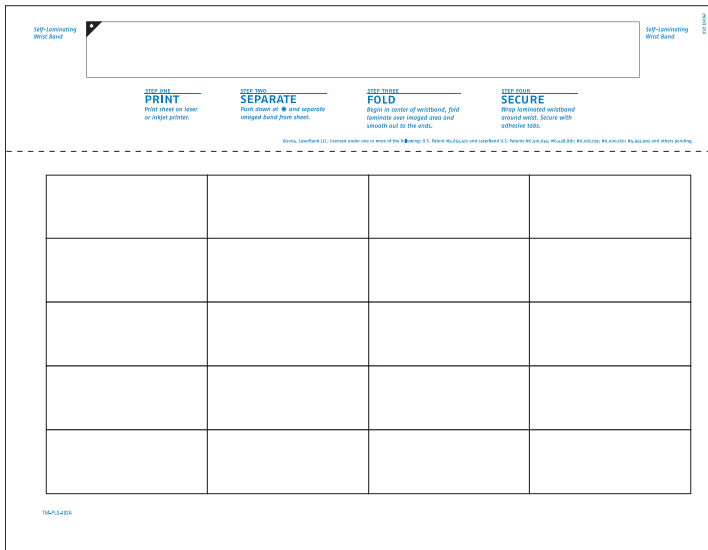 Self-Laminating
Wrist Band
Self-Laminating
Wrist Band
STEP ONE
PRINT
Print sheet on laser
or inkjet printer.
STEP TWO
SEPARATE
Push down at and separate
imaged band from sheet.
STEP THREE
FOLD
Begin in center of wristband, fold
laminate over imaged area and
smooth out to the ends.
STEP FOUR
SECURE
Wrap laminated wristband
around wrist. Secure with
adhesive tabs.
LaserBand LLC. Licensed under one or more of the following: U.S. Patent and LaserBand U.S. Patents and others pending.